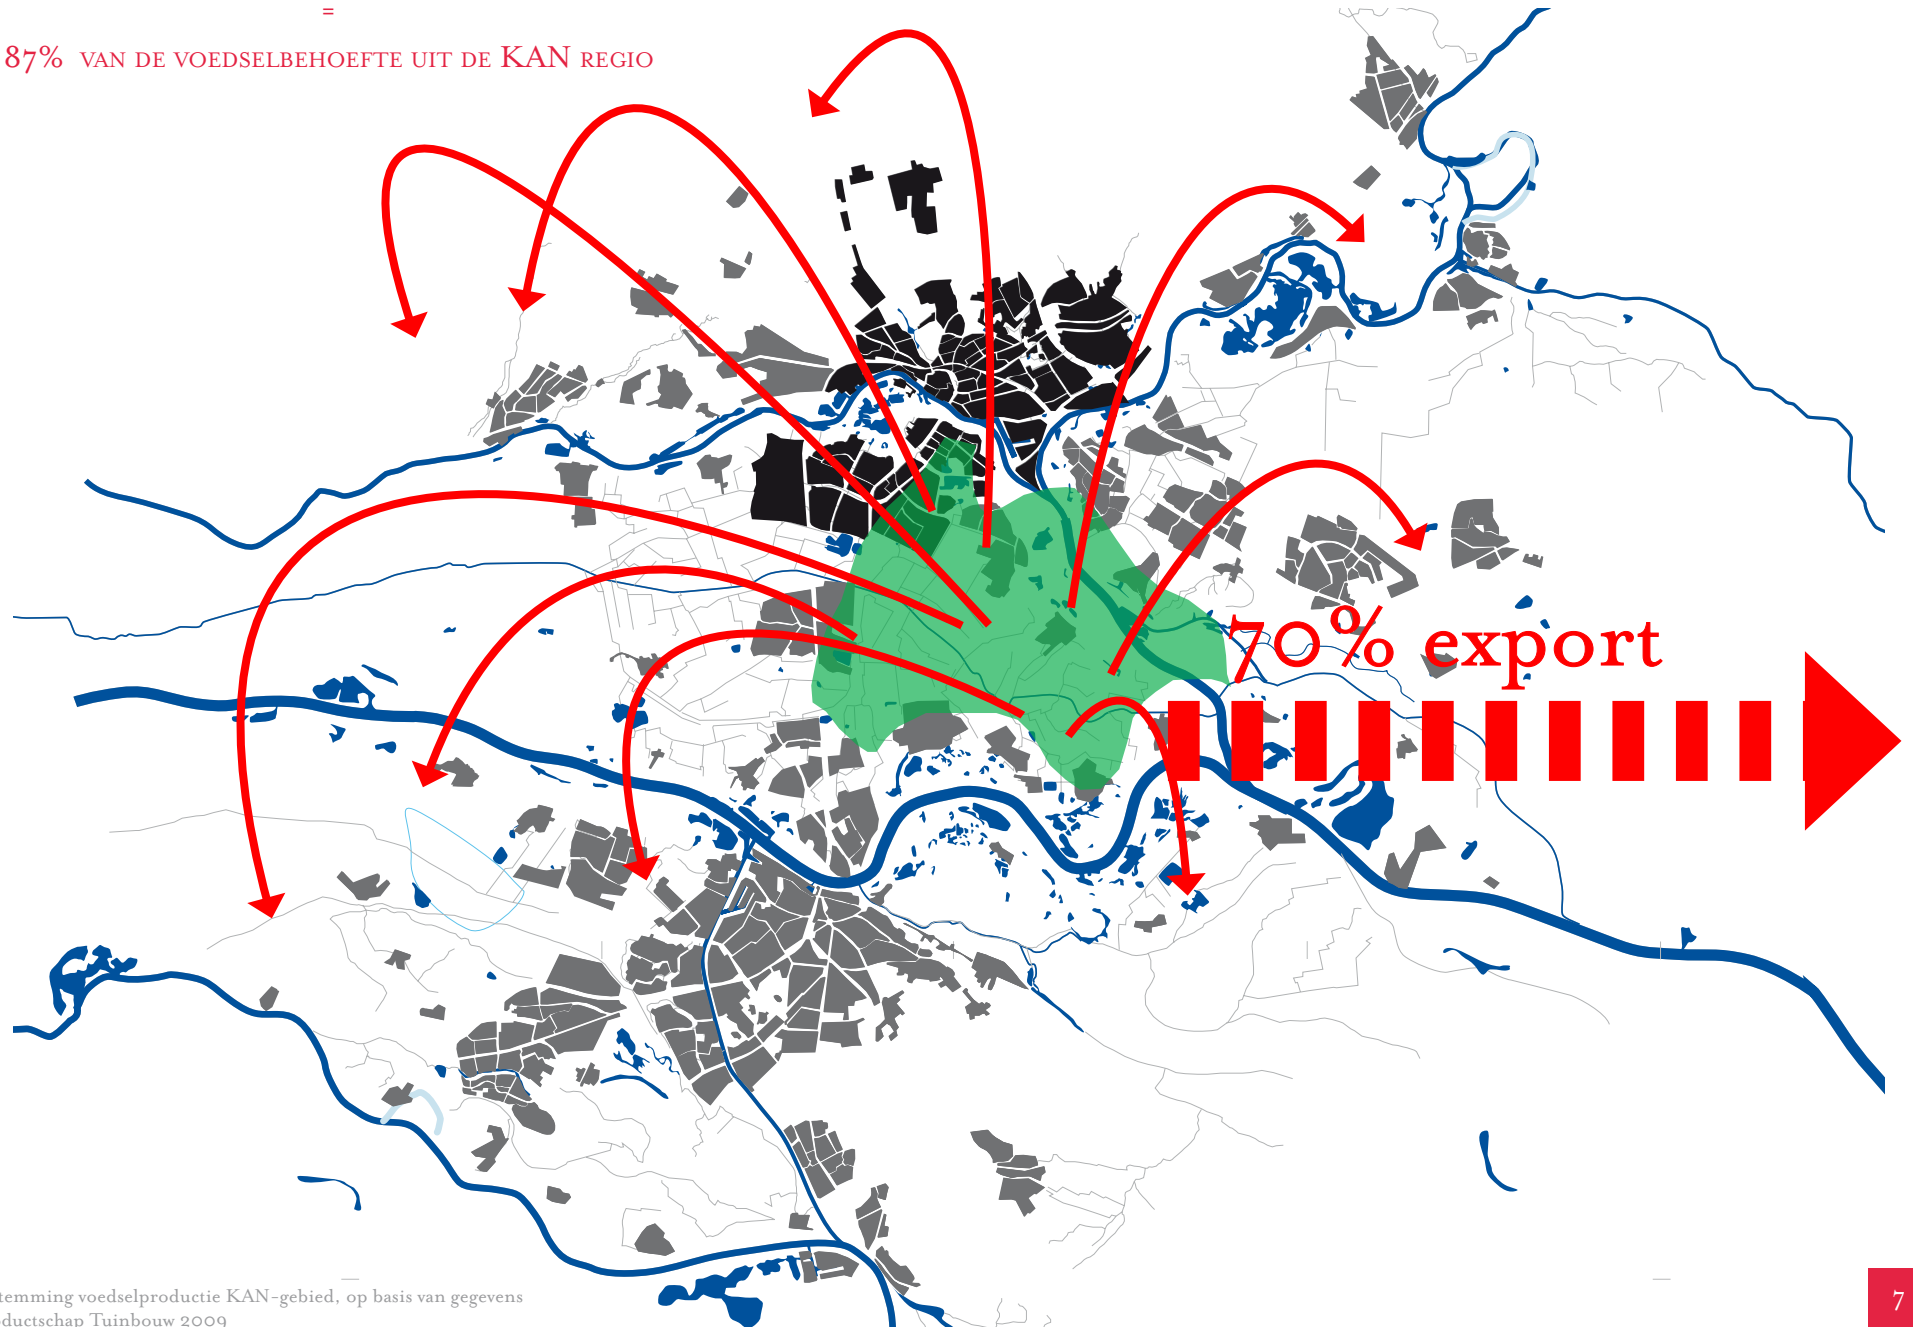 =
87% VAN DE VOEDSELBEHOEFTE UIT DE KAN REGIO
70% export
temming voedselproductie KAN-gebied, op basis van gegevens
ductschap Tuinbouw 2009
7